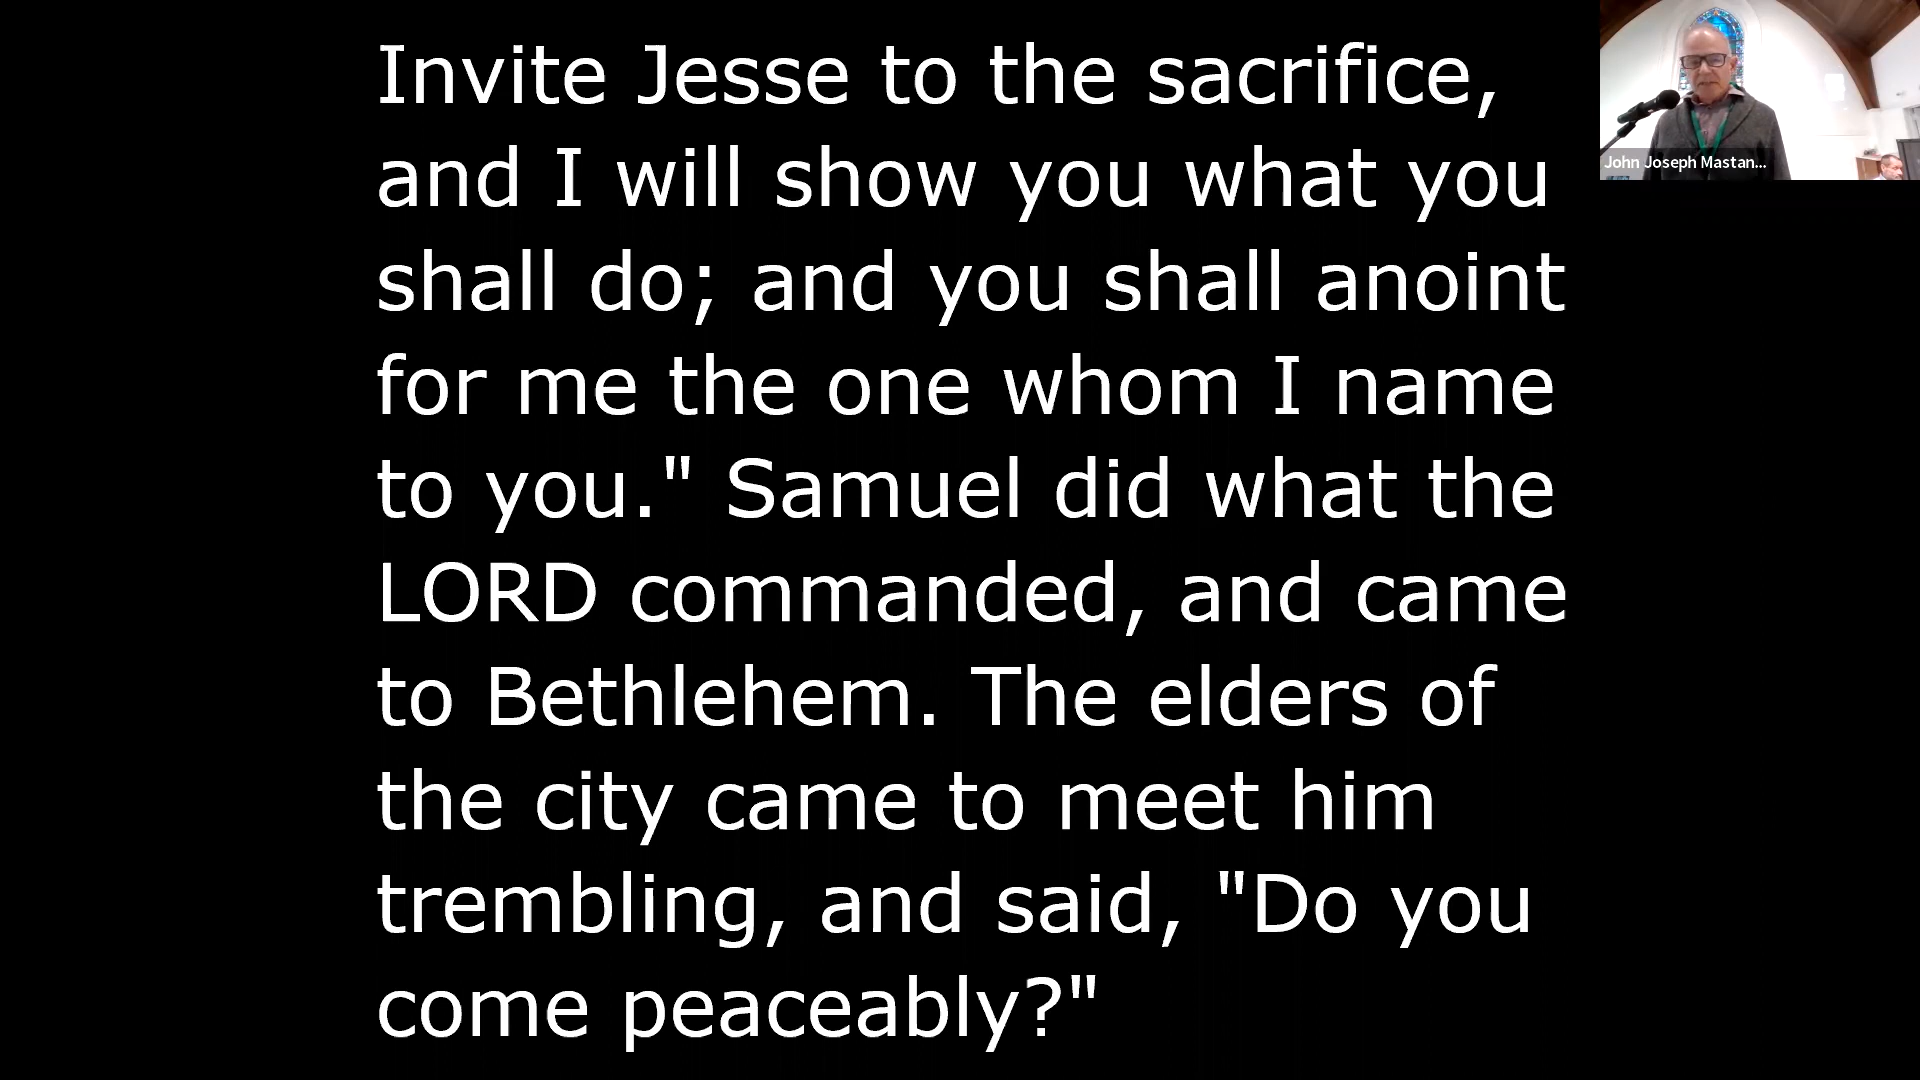 Invite Jesse to the sacrifice,
and I will show you what you
shall do; and you shall anoint
for me the one whom I name
to you." Samuel did what the
LORD commanded, and came
to Bethlehem. The elders of
the city came to meet him
trembling, and said, "Do you
come peaceably?"
John Joseph Mastan...